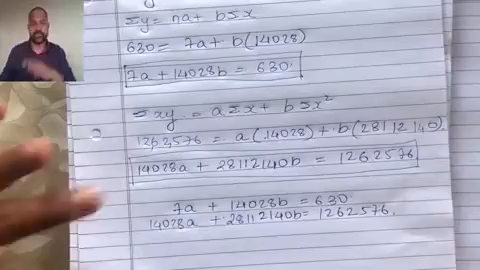 Σy = na + bΣx
630 = 7a + b(14028)
7a + 14028b = 630.
=xy = aΣx + bΣx²
1262576 = a(14028) + b(28112140)
14028a + 28112140b = 1262576
7a + 14028b = 630.
14028a + 28112140b = 1262576.